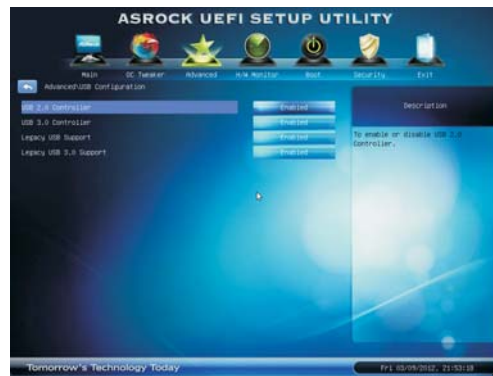 ASROCK UEFI SETUP UTILITY
Main OC Tweaker Advanced H/W Monitor Boot Security Exit
Advanced\USB Configuration
USB 2.0 Controller Enabled
USB 3.0 Controller Enabled
Legacy USB Support Enabled
Legacy USB 3.0 Support Enabled
Description
To enable or disable USB 2.0
Controller.
Tomorrow's Technology Today
Fri 03/09/2012, 21:53:18